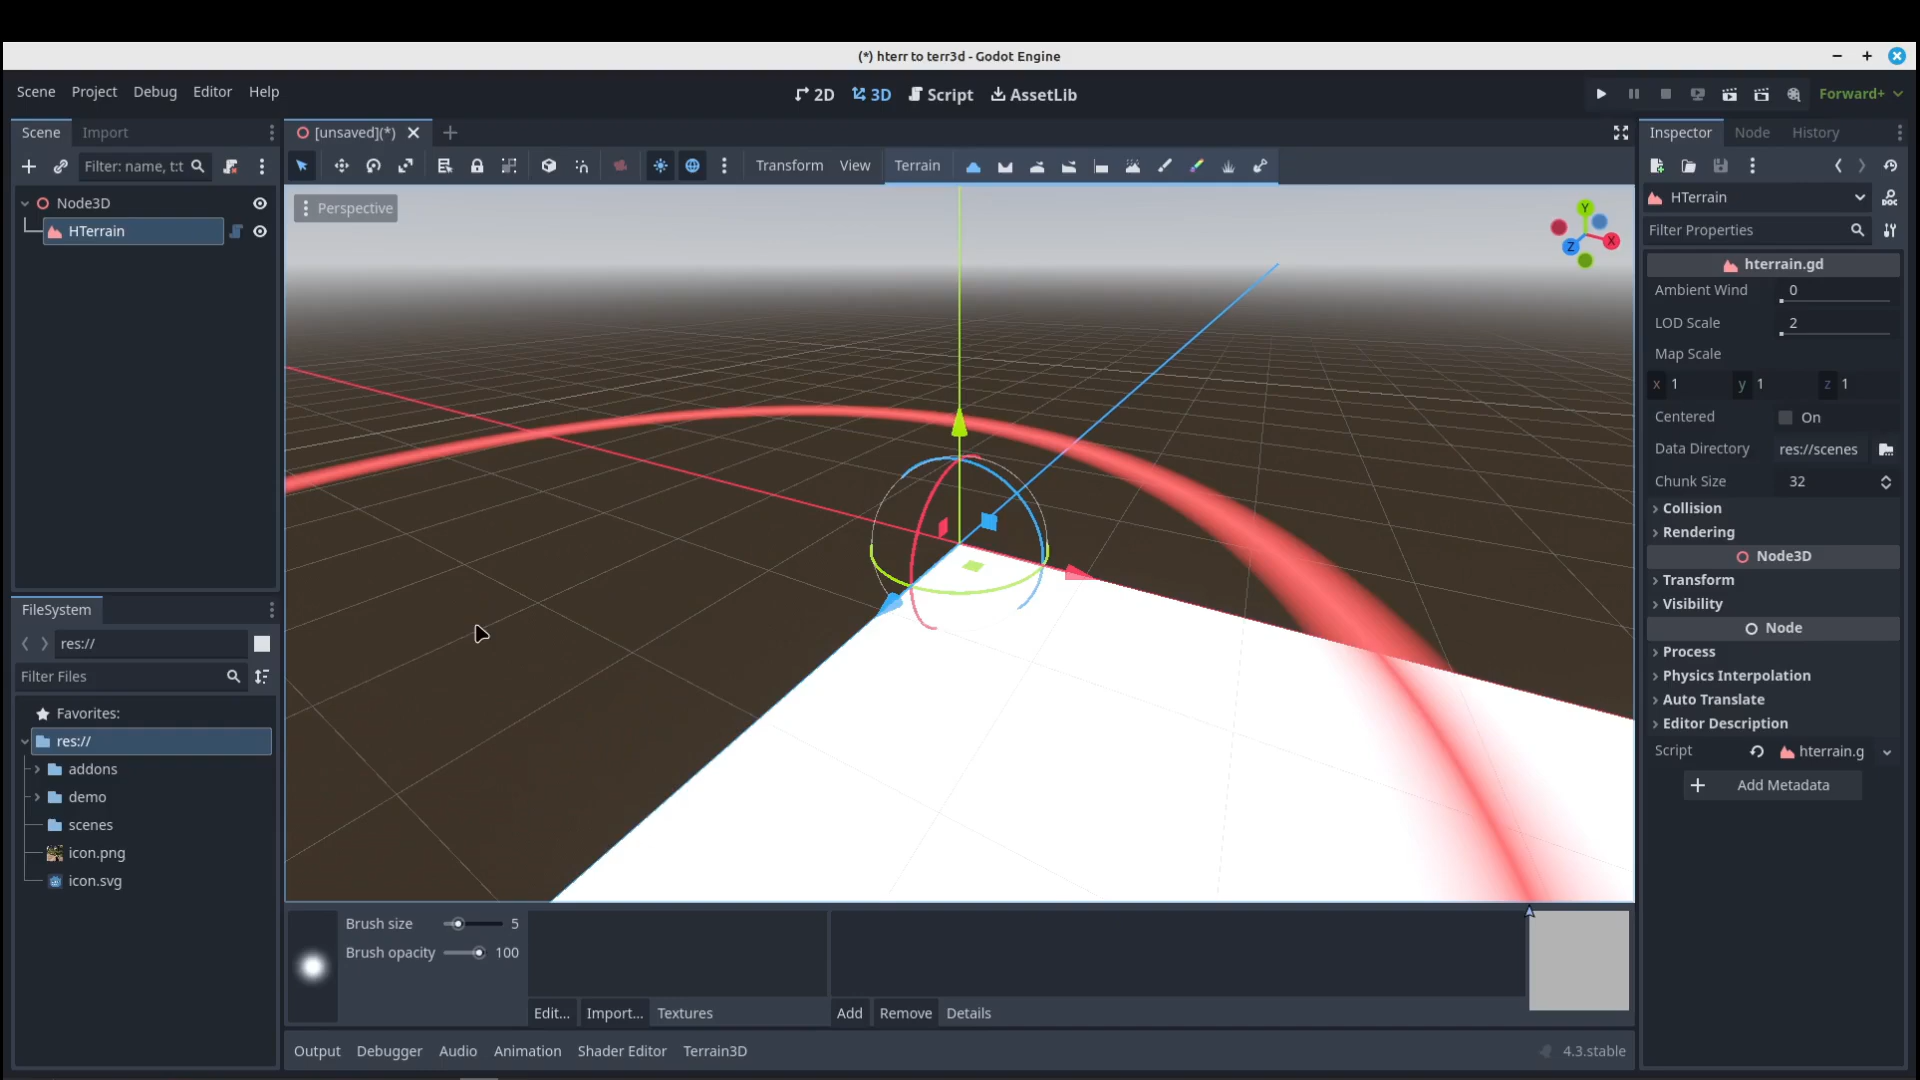 (*) hterr to terr3d - Godot Engine
Scene Project Debug Editor Help
2D 3D Script AssetLib
Forward+
Scene Import
[unsaved](*)
Inspector Node History
Filter: name, t:t
Transform View Terrain
Node3D
HTerrain
Perspective
Y
X
Z
HTerrain
Filter Properties
hterrain.gd
Ambient Wind 0
LOD Scale 2
Map Scale
x 1 y 1 z 1
Centered On
Data Directory res://scenes
Chunk Size 32
Collision
Rendering
Node3D
Transform
Visibility
Node
Process
Physics Interpolation
Auto Translate
Editor Description
Script hterrain.g
Add Metadata
FileSystem
res://
Filter Files
Favorites:
res://
addons
demo
scenes
icon.png
icon.svg
Brush size 5
Brush opacity 100
Edit... Import... Textures
Add Remove Details
Output Debugger Audio Animation Shader Editor Terrain3D
4.3.stable